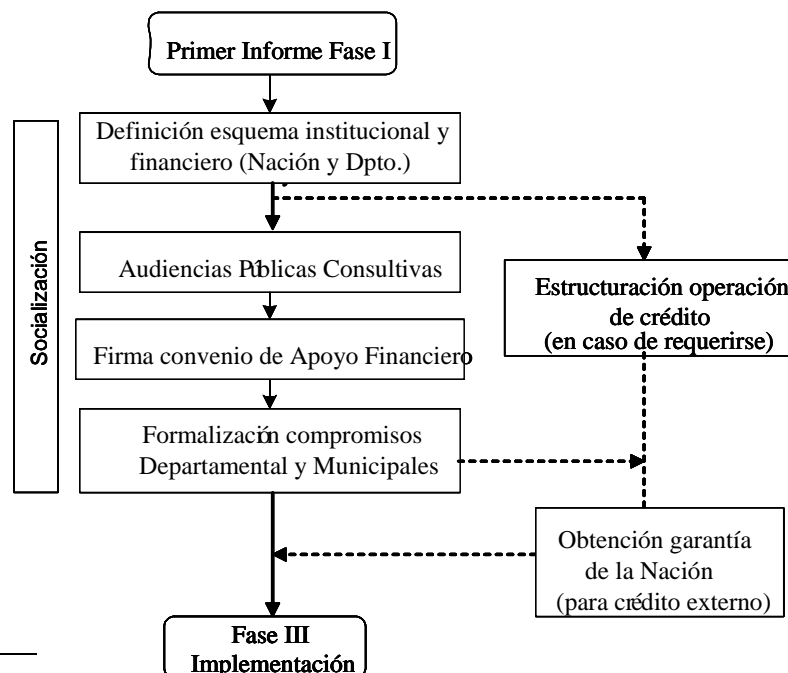 Primer Informe Fase I
Definición esquema institucional y
financiero (Nación y Dpto.)
Socialización
Audiencias Públicas Consultivas
Firma convenio de Apoyo Financiero
Formalización compromisos
Departamental y Municipales
Estructuración operación
de crédito
(en caso de requerirse)
Obtención garantía
de la Nación
(para crédito externo)
Fase III
Implementación